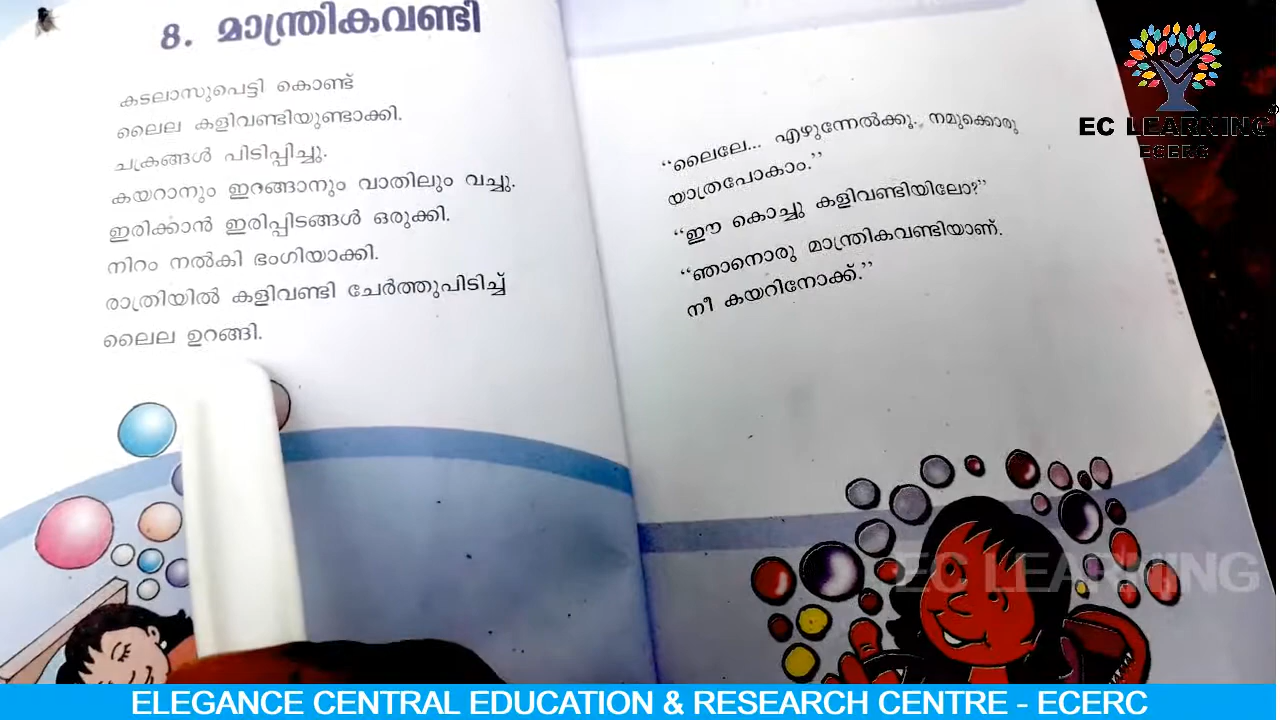 8. മാന്ത്രികവണ്ടി
കടലാസുപെട്ടി കൊണ്ട്
ലൈല കളിവണ്ടിയുണ്ടാക്കി.
ചക്രങ്ങൾ പിടിപ്പിച്ചു.
കയറാനും ഇറങ്ങാനും വാതിലും വച്ചു.
ഇരിക്കാൻ ഇരിപ്പിടങ്ങൾ ഒരുക്കി.
നിറം നൽകി ഭംഗിയാക്കി.
രാത്രിയിൽ കളിവണ്ടി ചേർത്തുപിടിച്ച്
ലൈല ഉറങ്ങി.
“ലൈലേ... എഴുന്നേൽക്കൂ. നമുക്കൊരു
യാത്രപോകാം.”
“ഈ കൊച്ചു കളിവണ്ടിയിലോ?”
“ഞാനൊരു മാന്ത്രികവണ്ടിയാണ്.
നീ കയറിനോക്ക്.”
EC LEARNING
ECERC
EC LEARNING
ELEGANCE CENTRAL EDUCATION & RESEARCH CENTRE - ECERC